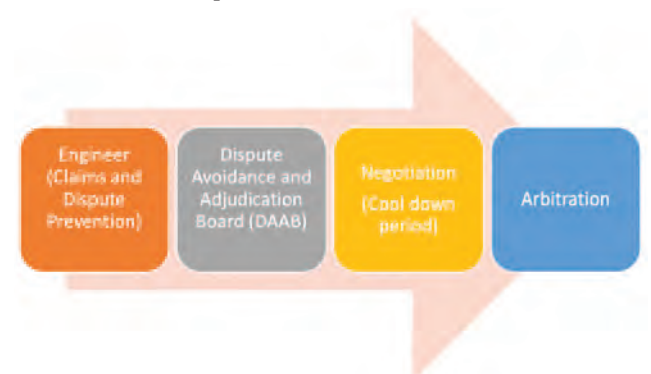 Engineer
(Claims and
Dispute
Prevention)
Dispute
Avoidance and
Adjudication
Board (DAAB)
Negotiation
(Cool down
period)
Arbitration